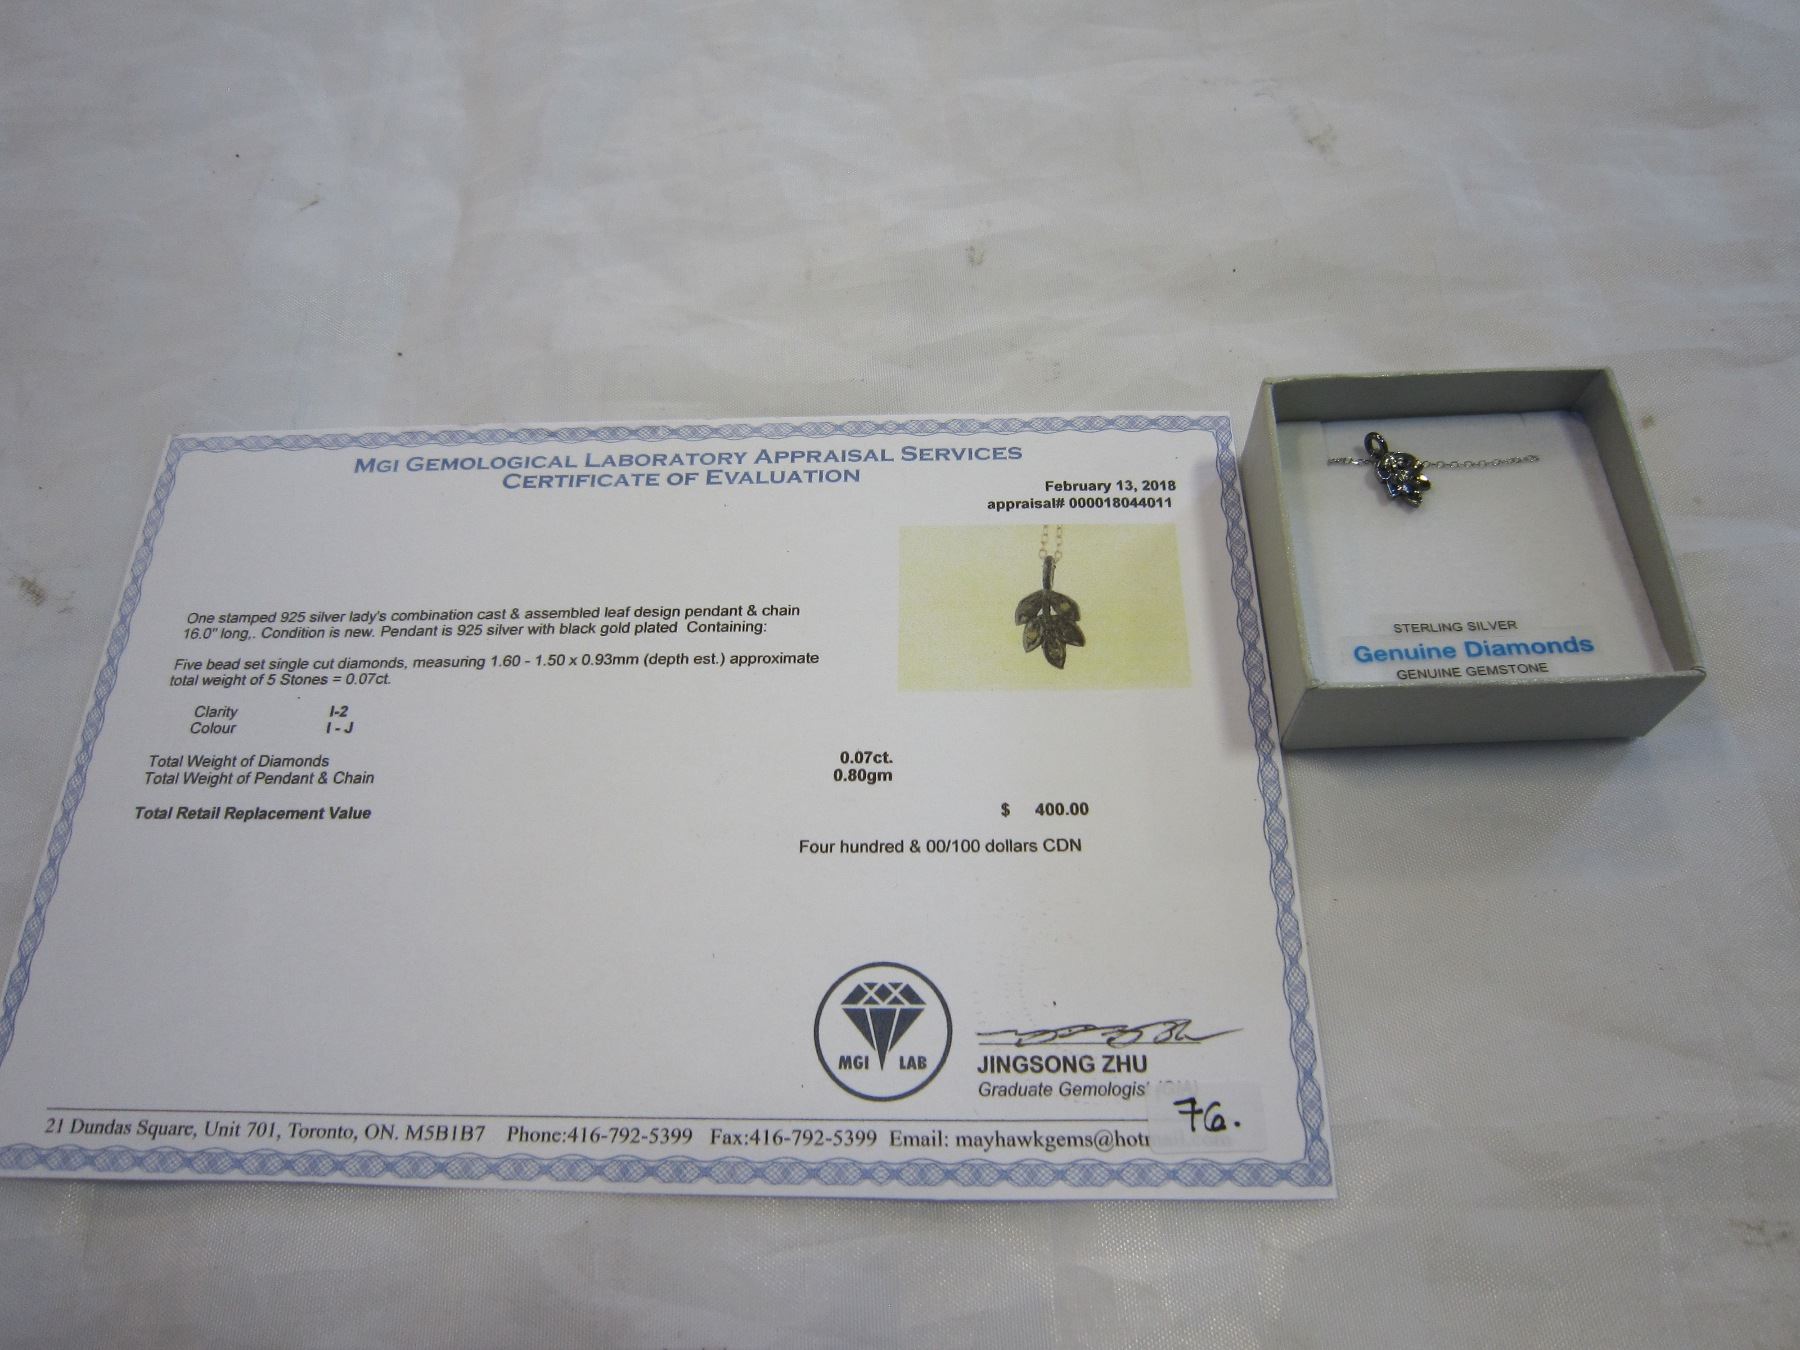 MGI GEMOLOGICAL LABORATORY APPRAISAL SERVICES
CERTIFICATE OF EVALUATION
February 13, 2018
appraisal# 000018044011
One stamped 925 silver lady's combination cast & assembled leaf design pendant & chain
16.0" long,. Condition is new. Pendant is 925 silver with black gold plated Containing:
Five bead set single cut diamonds, measuring 1.60 - 1.50 x 0.93mm (depth est.) approximate
total weight of 5 Stones = 0.07ct.
Clarity I-2
Colour I - J
Total Weight of Diamonds 0.07ct.
Total Weight of Pendant & Chain 0.80gm
Total Retail Replacement Value $ 400.00
Four hundred & 00/100 dollars CDN
MGI LAB
JINGSONG ZHU
Graduate Gemologis
76.
21 Dundas Square, Unit 701, Toronto, ON. M5B1B7 Phone:416-792-5399 Fax:416-792-5399 Email: mayhawkgems@hotm
STERLING SILVER
Genuine Diamonds
GENUINE GEMSTONE